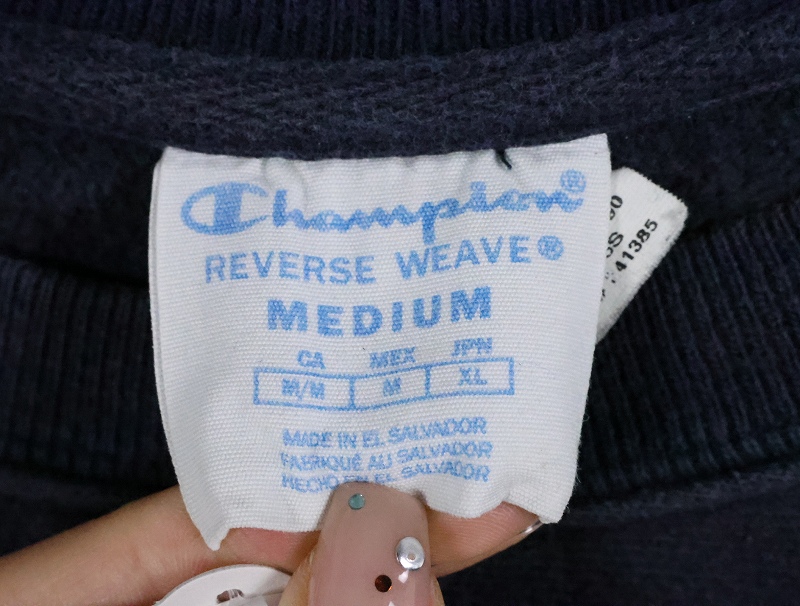 Champion®
REVERSE WEAVE®
MEDIUM
CA MEX JPN
M/M M XL
MADE IN EL SALVADOR
FABRIQUÉ AU SALVADOR
HECHO EN EL SALVADOR
41385